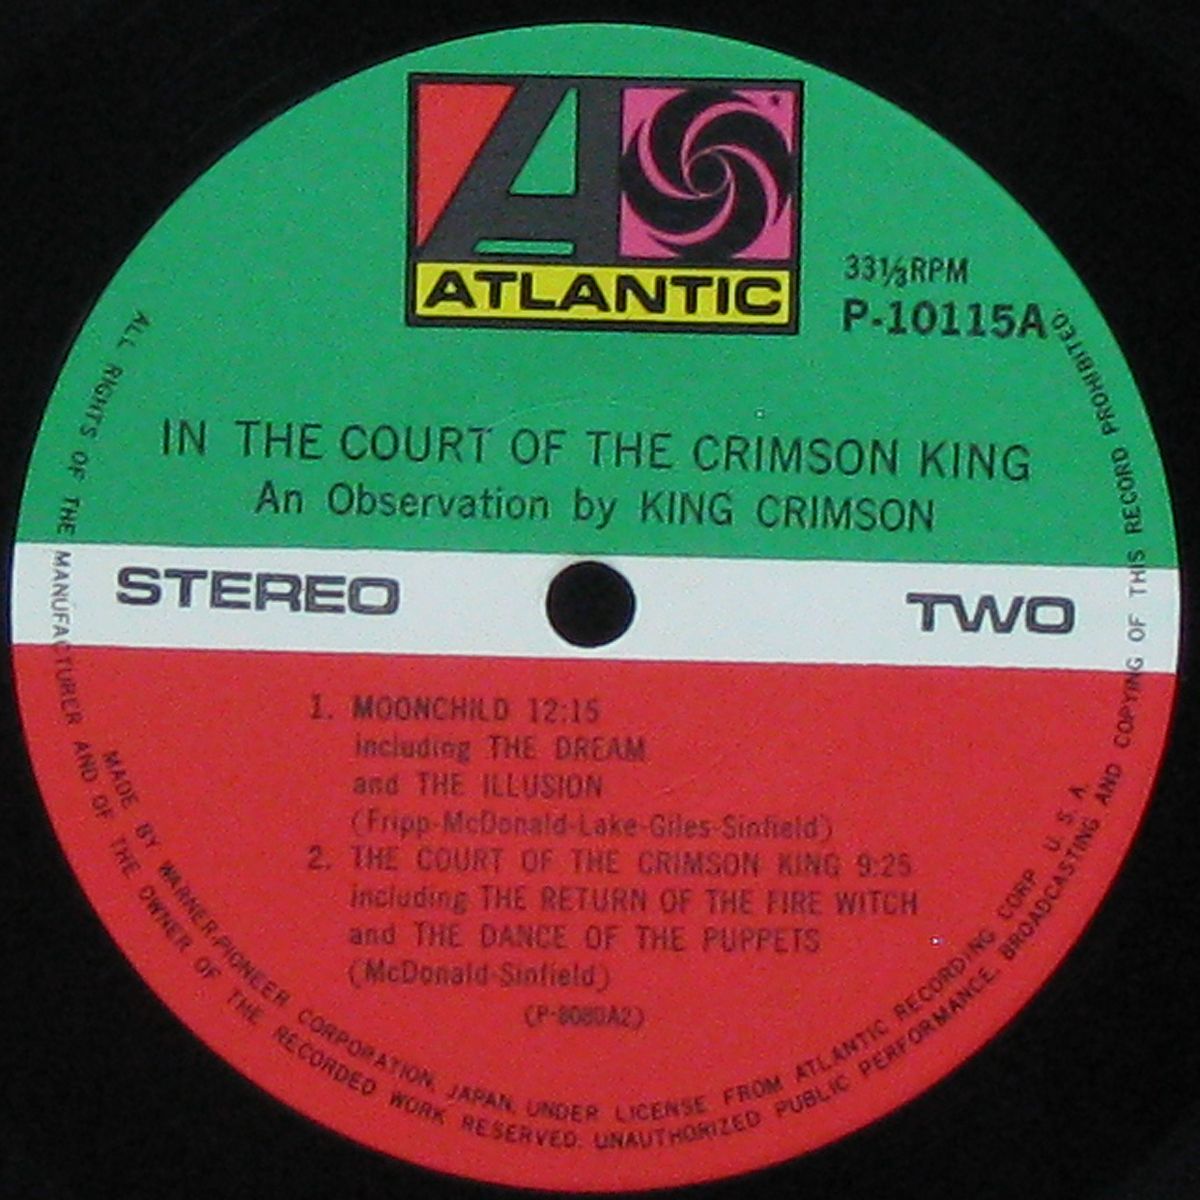 ATLANTIC
33⅓RPM
P-10115A
IN THE COURT OF THE CRIMSON KING
An Observation by KING CRIMSON
STEREO
TWO
1. MOONCHILD 12:15
including THE DREAM
and THE ILLUSION
(Fripp-McDonald-Lake-Giles-Sinfield)
2. THE COURT OF THE CRIMSON KING 9:25
including THE RETURN OF THE FIRE WITCH
and THE DANCE OF THE PUPPETS
(McDonald-Sinfield)
(P-8080A2)
MADE BY WARNER-PIONEER CORPORATION, JAPAN, UNDER LICENSE FROM ATLANTIC RECORDING CORP. U. S. A.
ALL RIGHTS OF THE MANUFACTURER AND OF THE OWNER OF THE RECORDED WORK RESERVED. UNAUTHORIZED PUBLIC PERFORMANCE, BROADCASTING AND COPYING OF THIS RECORD PROHIBITED.